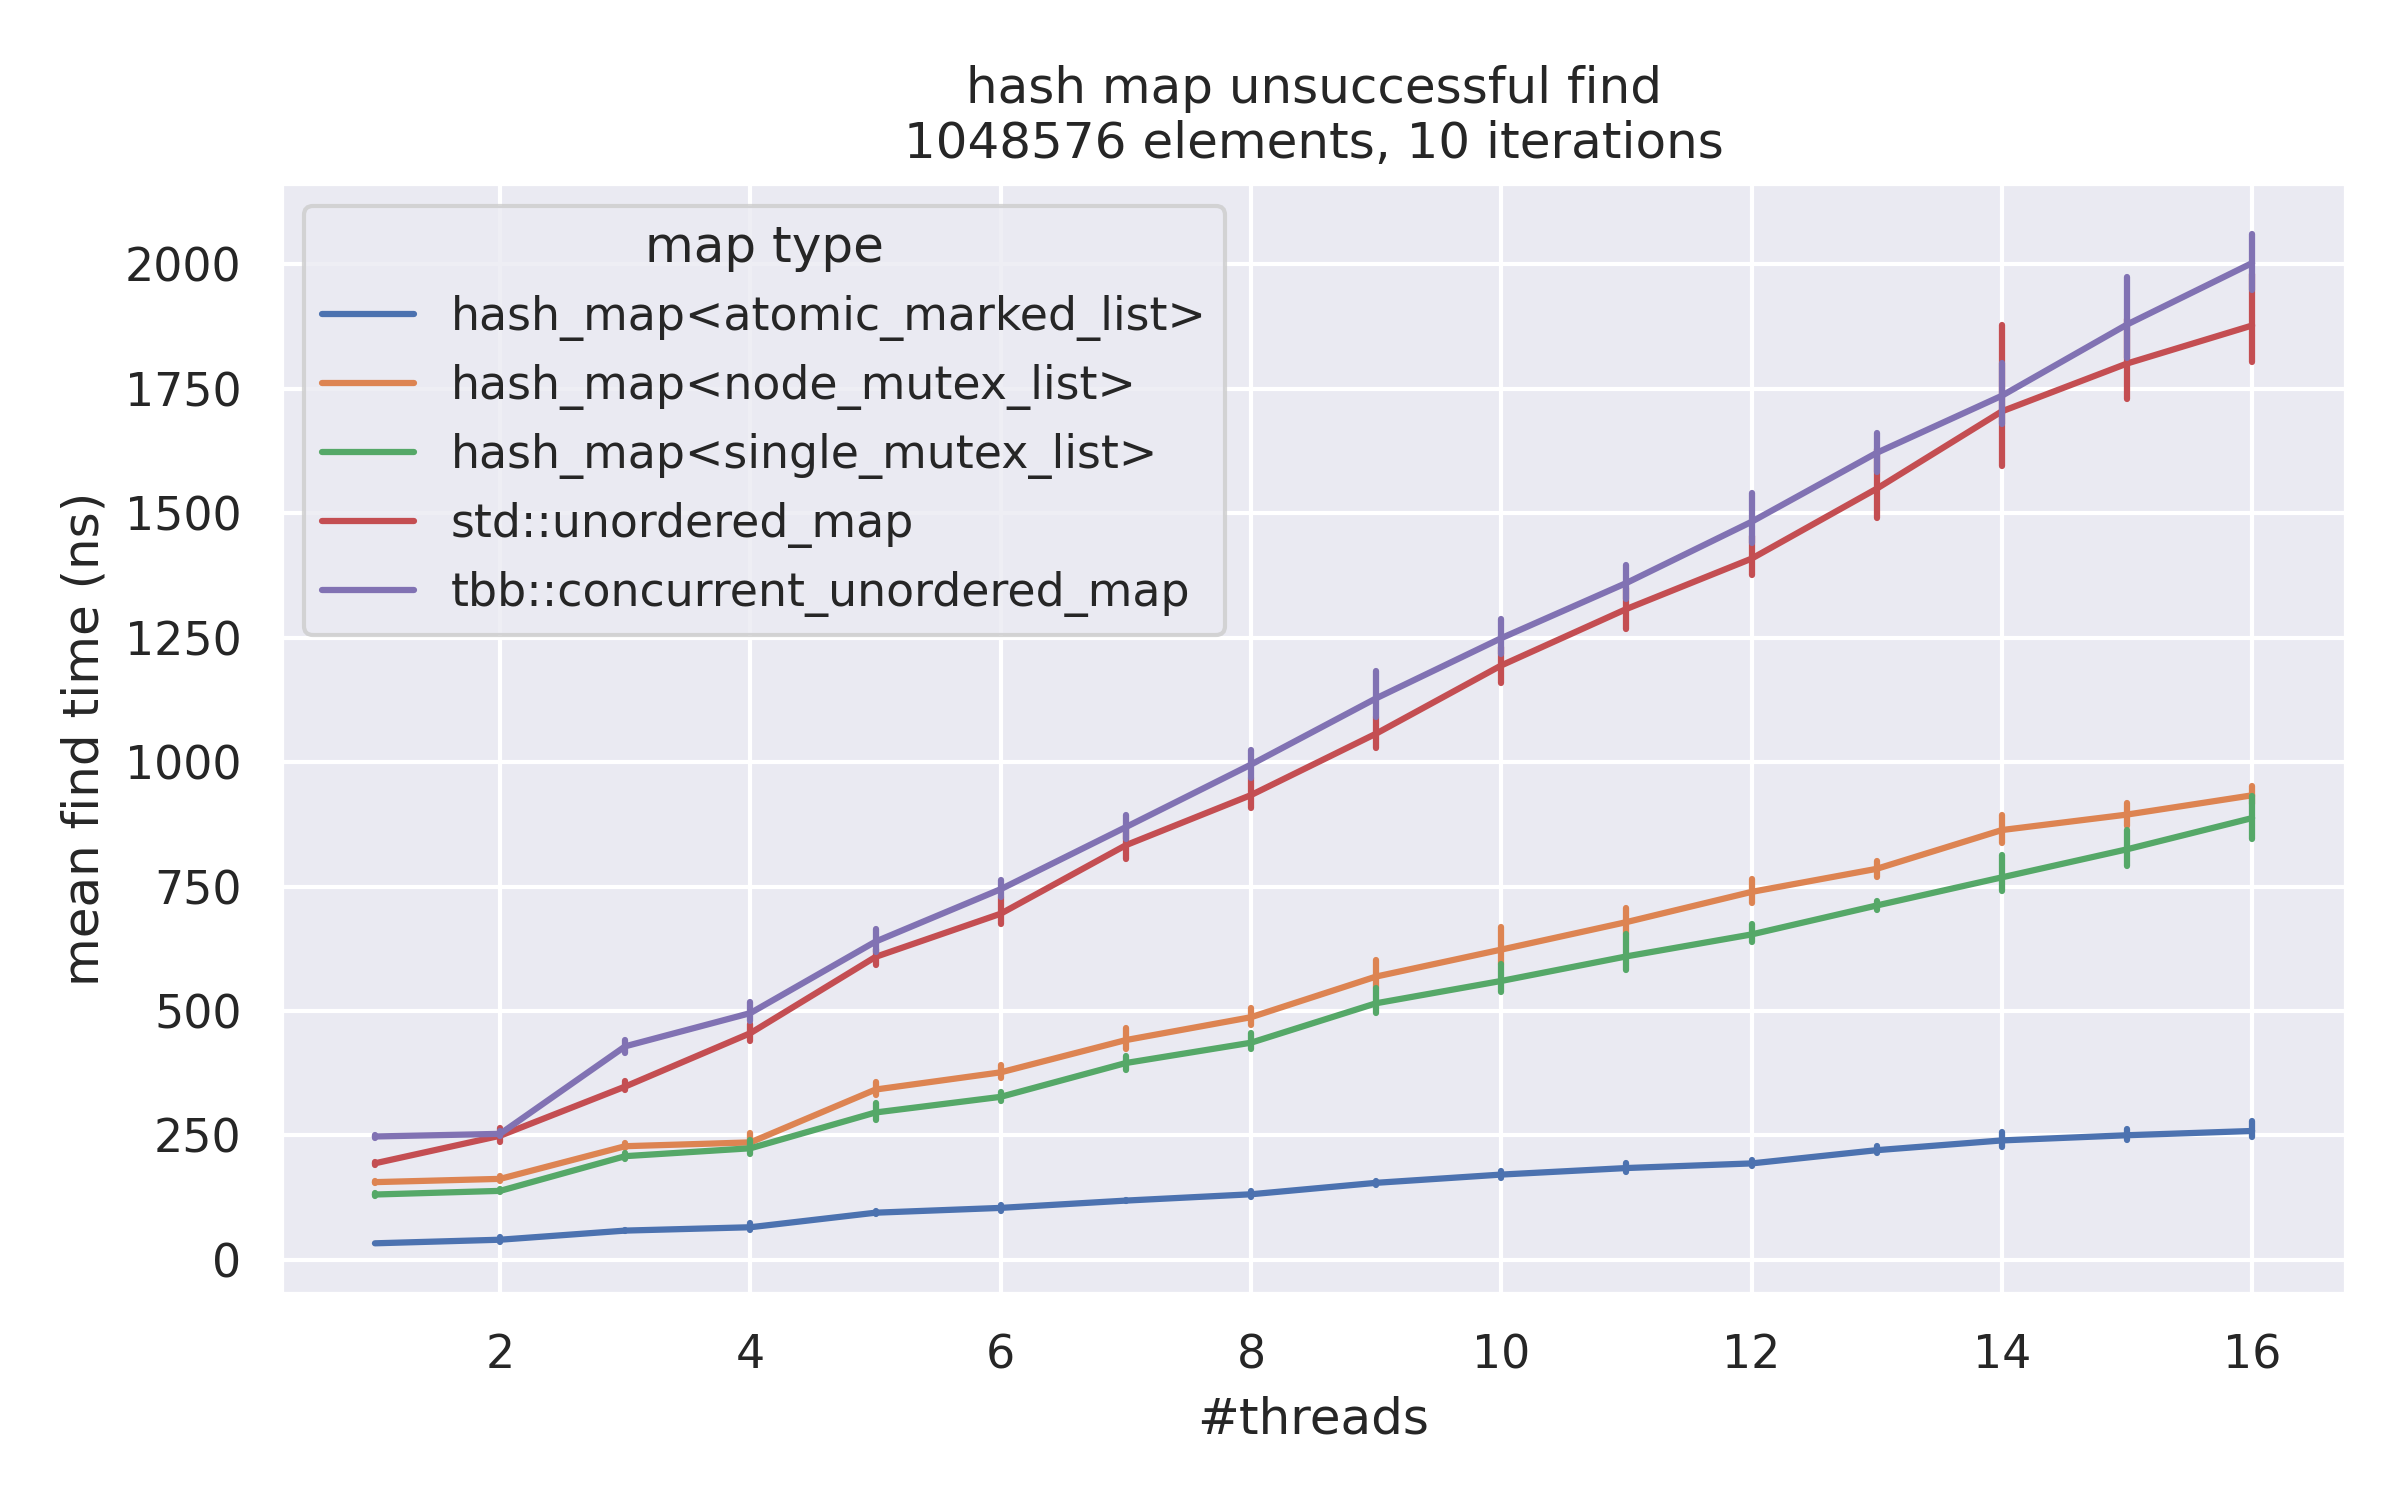 hash map unsuccessful find
1048576 elements, 10 iterations
map type
hash_map<atomic_marked_list>
hash_map<node_mutex_list>
hash_map<single_mutex_list>
std::unordered_map
tbb::concurrent_unordered_map
mean find time (ns)
2000
1750
1500
1250
1000
750
500
250
0
2 4 6 8 10 12 14 16
#threads